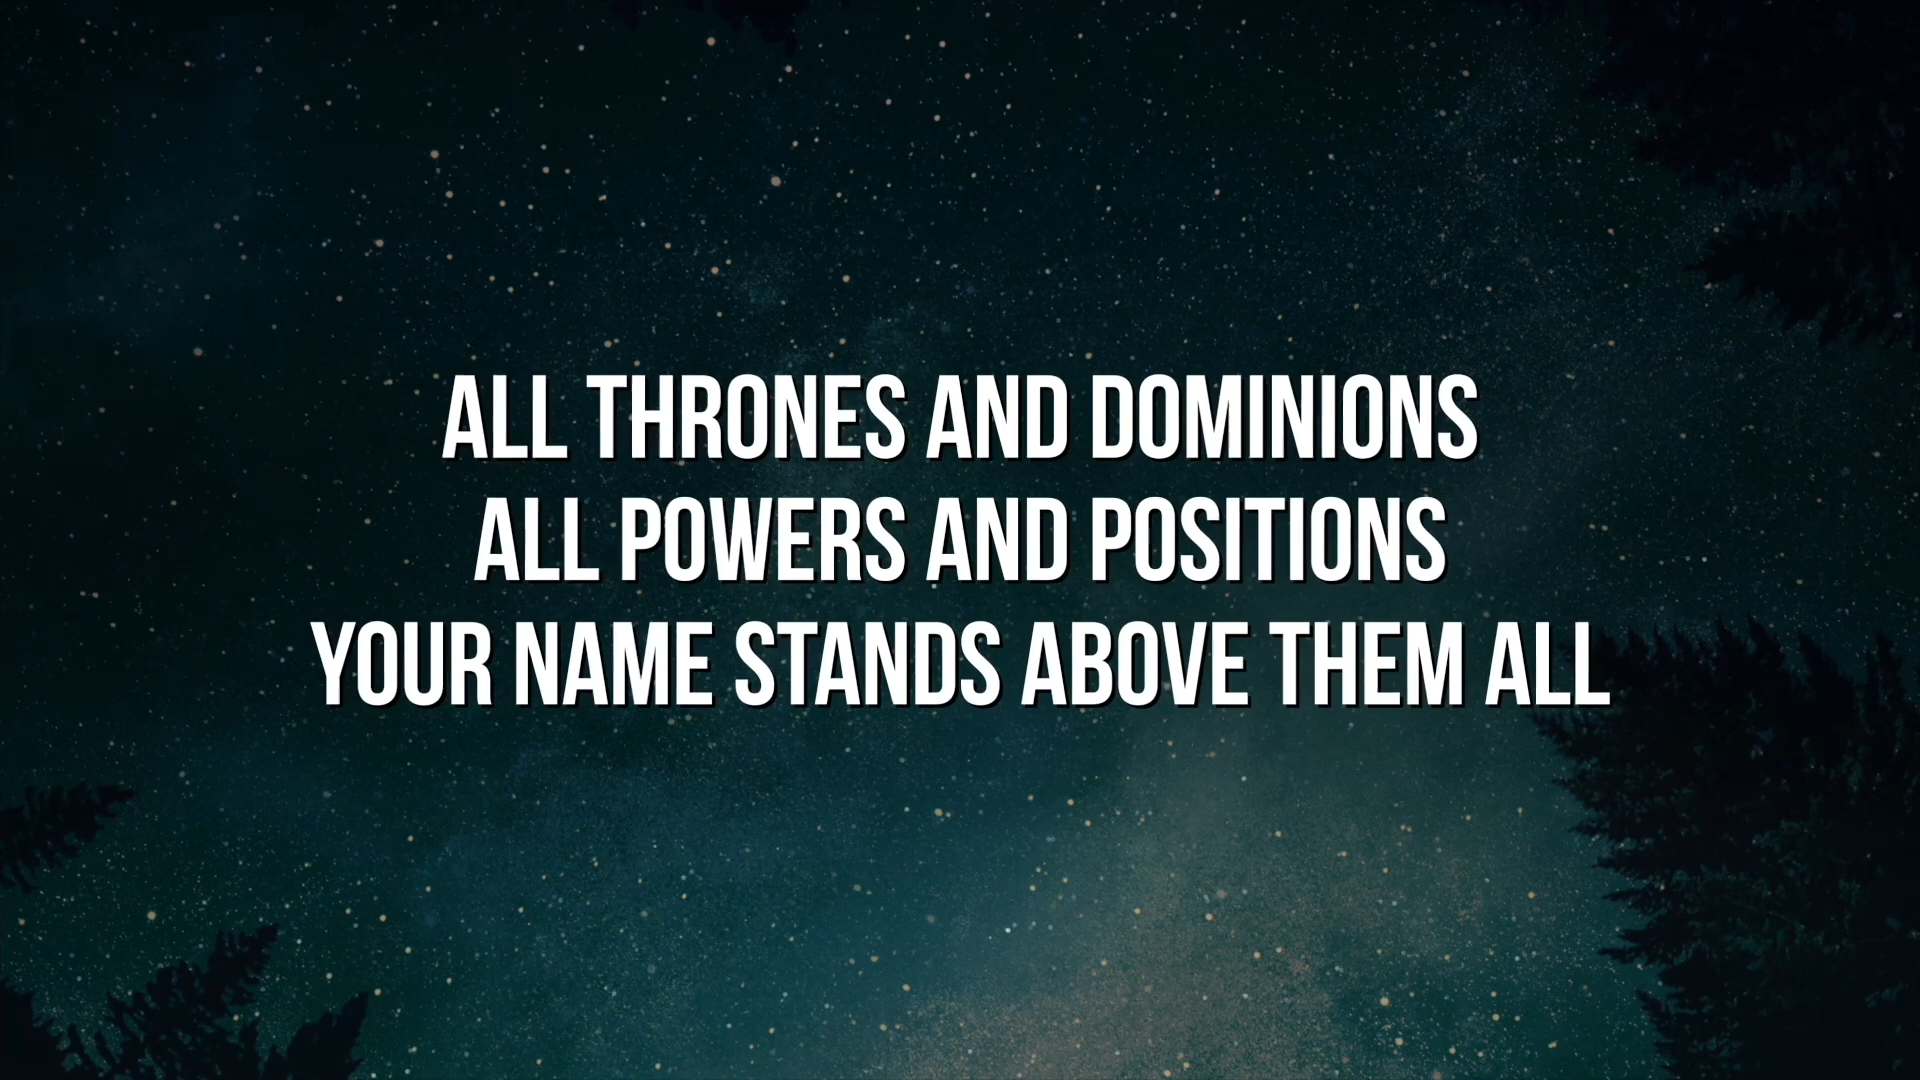 ALL THRONES AND DOMINIONS
ALL POWERS AND POSITIONS
YOUR NAME STANDS ABOVE THEM ALL